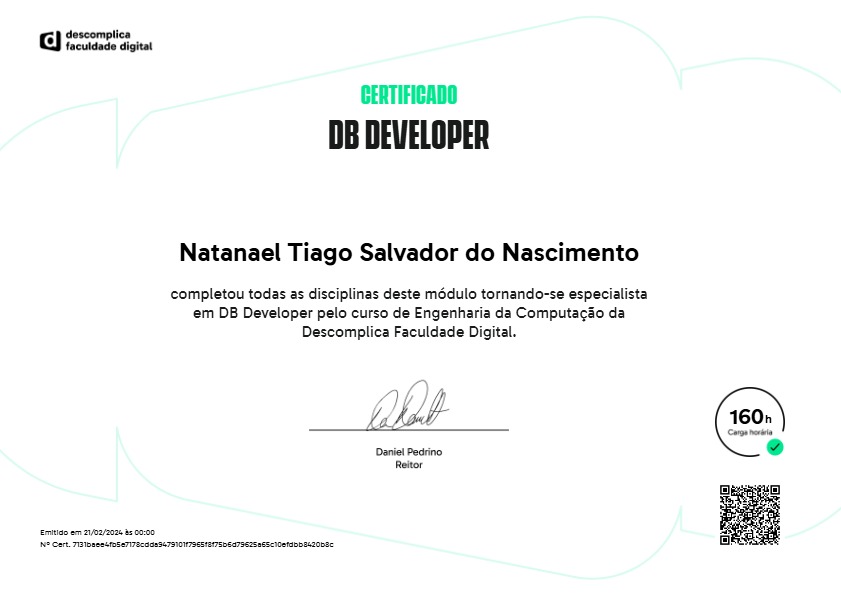 descomplica
faculdade digital
CERTIFICADO
DB DEVELOPER
Natanael Tiago Salvador do Nascimento
completou todas as disciplinas deste módulo tornando-se especialista
em DB Developer pelo curso de Engenharia da Computação da
Descomplica Faculdade Digital.
Daniel Pedrino
Reitor
160h
Carga horária
Emitido em 21/02/2024 às 00:00
Nº Cert. 7131baee4fb5e7178cdda9479101f7965f8f75b6d79625a65c10efdbb8420b8c